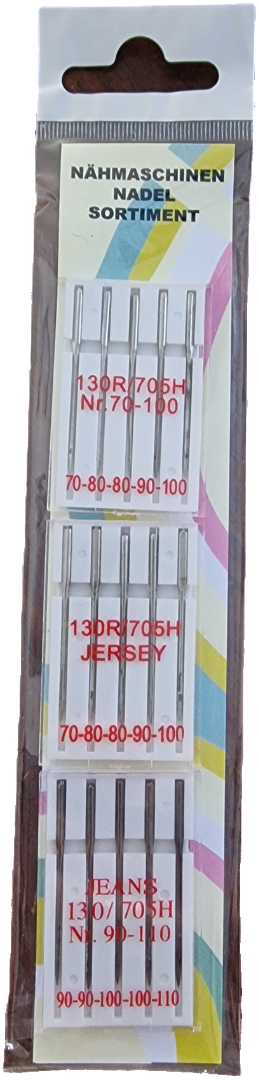 NÄHMASCHINEN
NADEL
SORTIMENT
130R/705H
Nr.70-100
70-80-80-90-100
130R/705H
JERSEY
70-80-80-90-100
JEANS
130/ 705H
Nr. 90-110
90-90-100-100-110